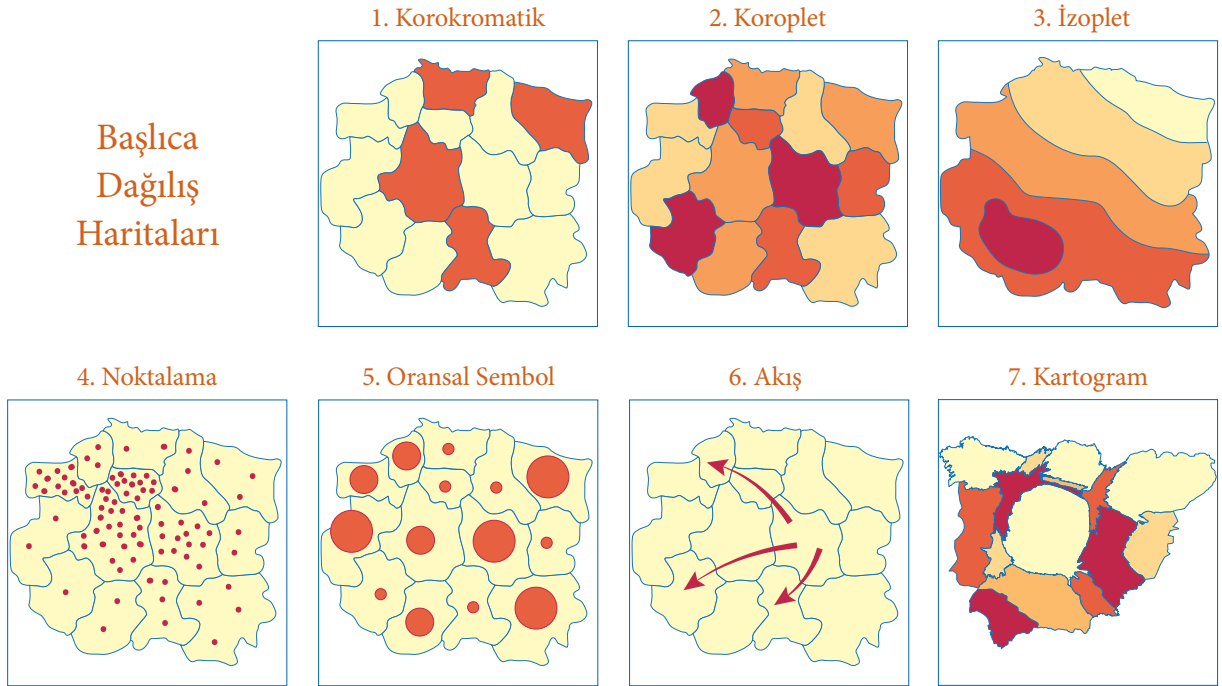 Başlıca
Dağılış
Haritaları
1. Korokromatik
2. Koroplet
3. İzoplet
4. Noktalama
5. Oransal Sembol
6. Akış
7. Kartogram